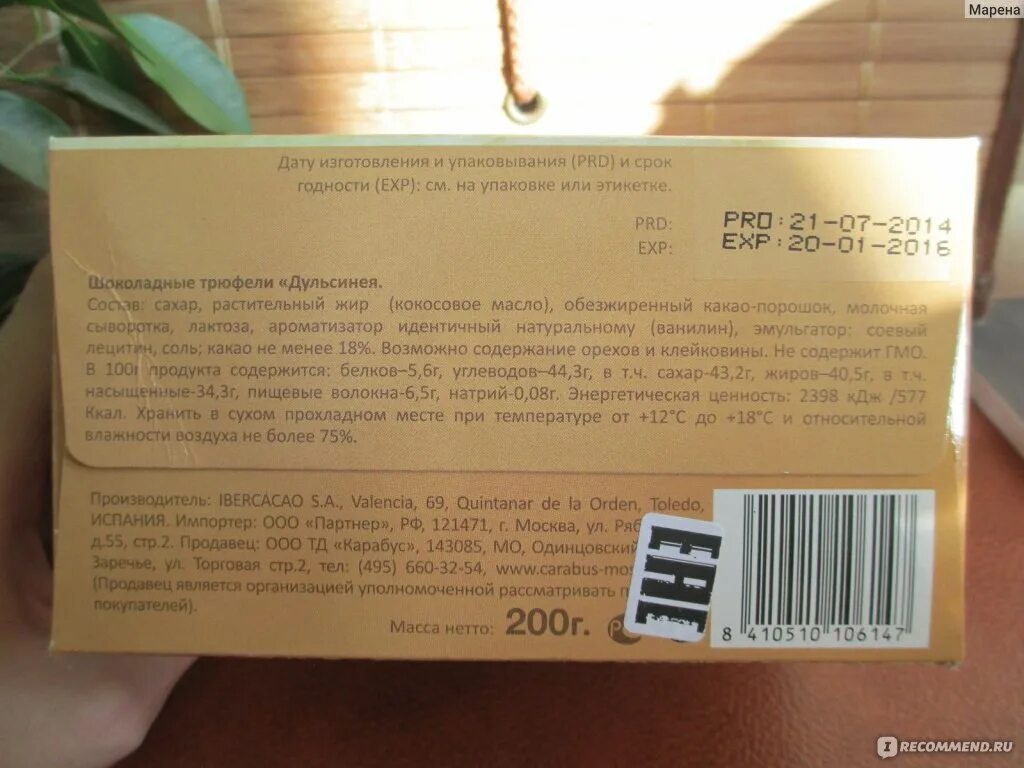 Марена
Дату изготовления и упаковывания (PRD) и срок
годности (EXP): см. на упаковке или этикетке.
PRD: PRD:21-07-2014
EXP: EXP:20-01-2016
Шоколадные трюфели «Дульсинея.
Состав: сахар, растительный жир (кокосовое масло), обезжиренный какао-порошок, молочная
сыворотка, лактоза, ароматизатор идентичный натуральному (ванилин), эмульгатор: соевый
лецитин, соль; какао не менее 18%. Возможно содержание орехов и клейковины. Не содержит ГМО.
В 100г продукта содержится: белков–5,6г, углеводов–44,3г, в т.ч. сахар-43,2г, жиров–40,5г, в т.ч.
насыщенные-34,3г, пищевые волокна-6,5г, натрий-0,08г. Энергетическая ценность: 2398 кДж /577
Ккал. Хранить в сухом прохладном месте при температуре от +12°С до +18°С и относительной
влажности воздуха не более 75%.
Производитель: IBERCACAO S.A., Valencia, 69, Quintanar de la Orden, Toledo,
ИСПАНИЯ. Импортер: ООО «Партнер», РФ, 121471, г. Москва, ул. Ряб
д.55, стр.2. Продавец: ООО ТД «Карабус», 143085, МО, Одинцовский
Заречье, ул. Торговая стр.2, тел: (495) 660-32-54, www.carabus-mos
(Продавец является организацией уполномоченной рассматривать п
покупателей).
Масса нетто: 200г.
EAC
8 410510 106147
IRECOMMEND.RU